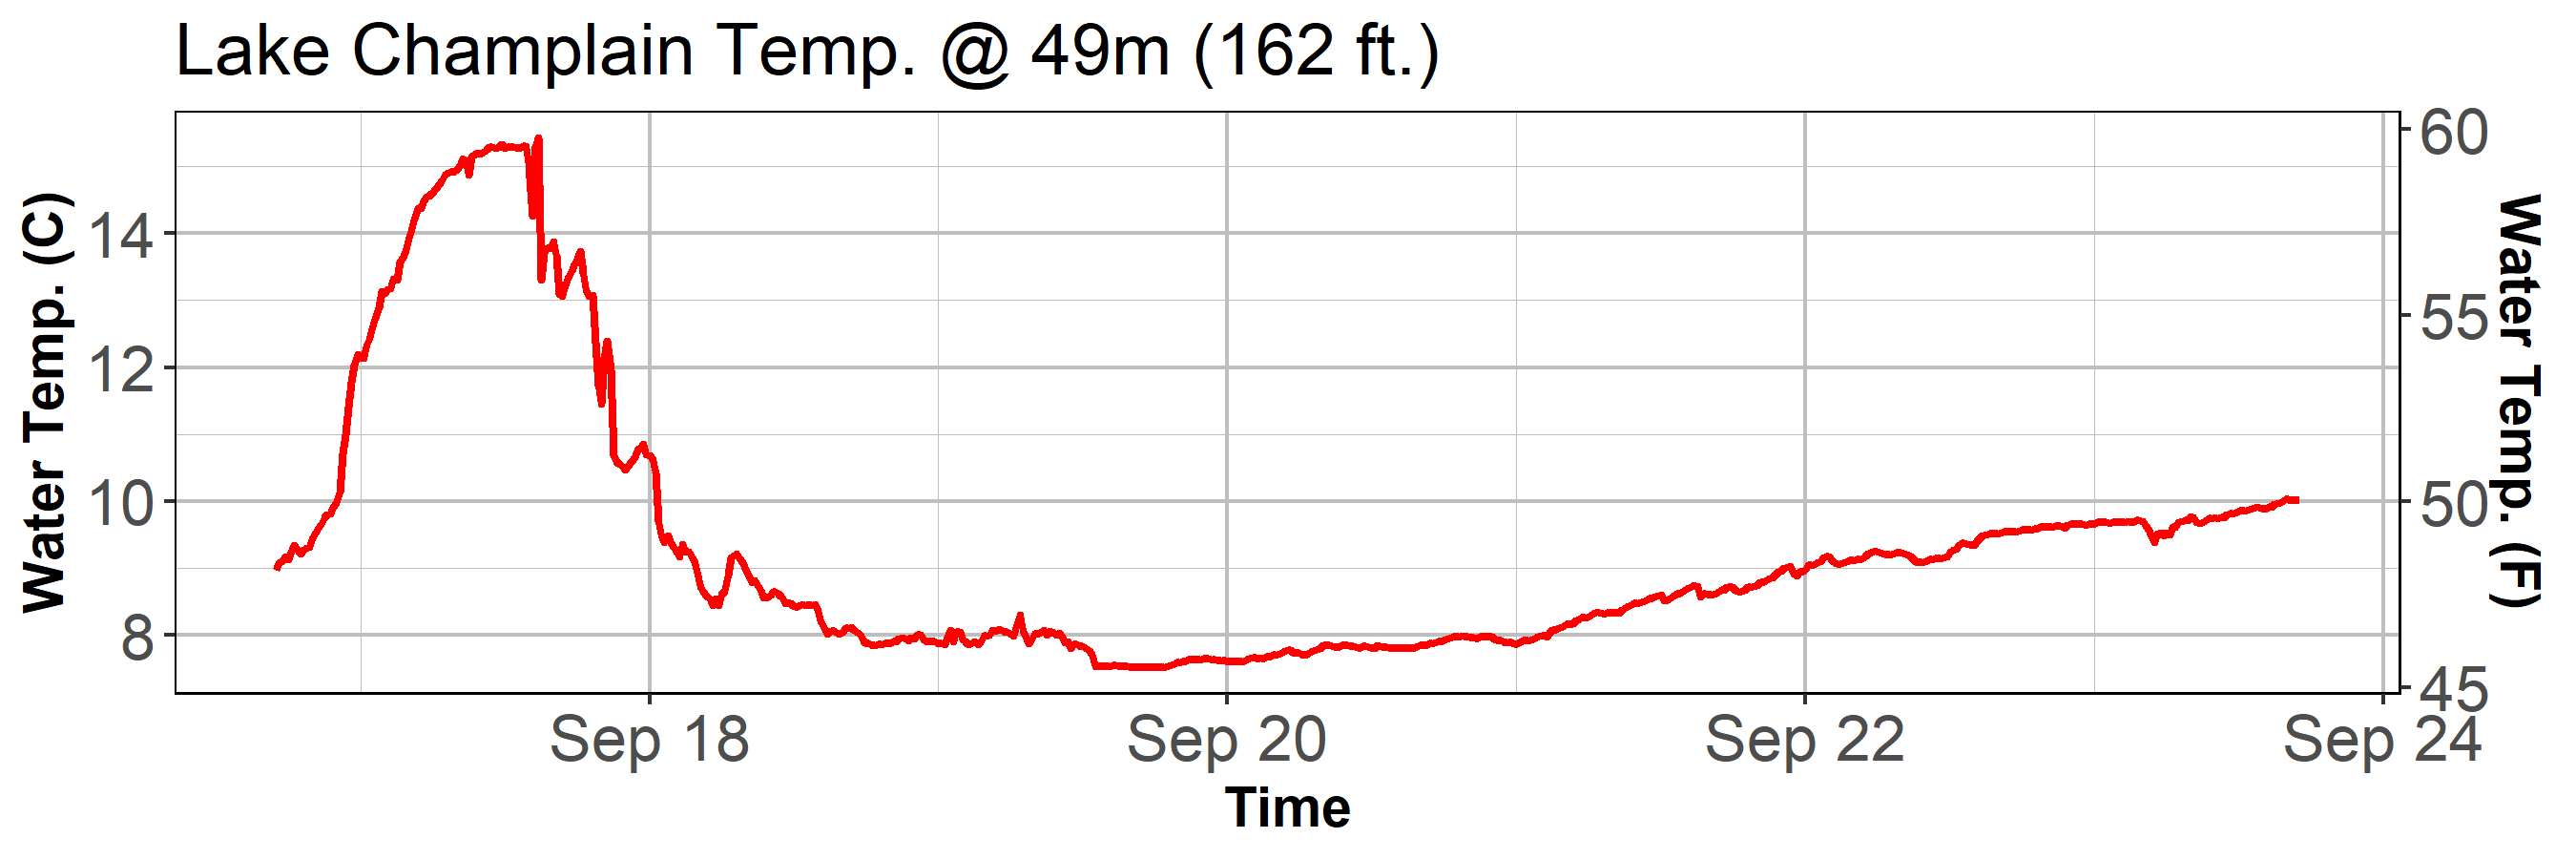 Lake Champlain Temp. @ 49m (162 ft.)
Water Temp. (C)
14
12
10
8
60
55
50
45
Water Temp. (F)
Sep 18
Sep 20
Sep 22
Sep 24
Time